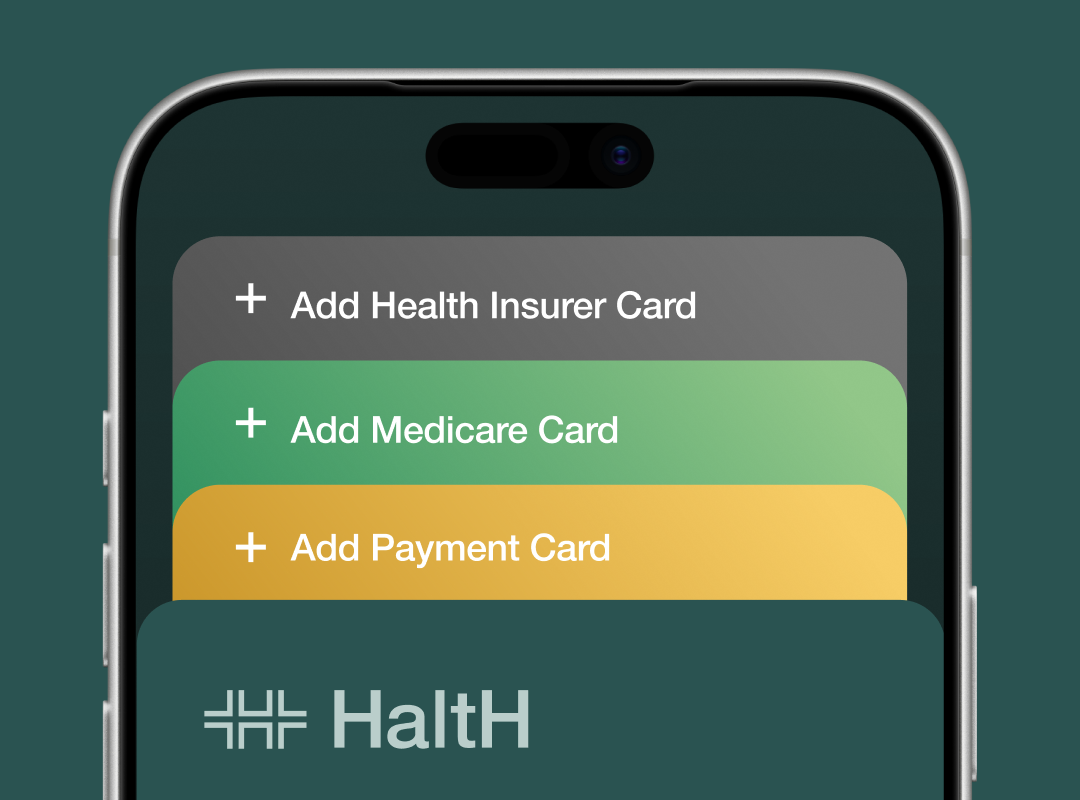 + Add Health Insurer Card
+ Add Medicare Card
+ Add Payment Card
HaltH